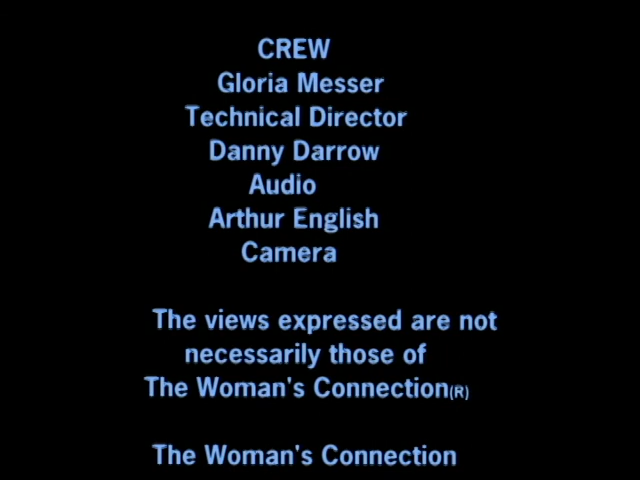 CREW
Gloria Messer
Technical Director
Danny Darrow
Audio
Arthur English
Camera
The views expressed are not
necessarily those of
The Woman's Connection(R)
The Woman's Connection